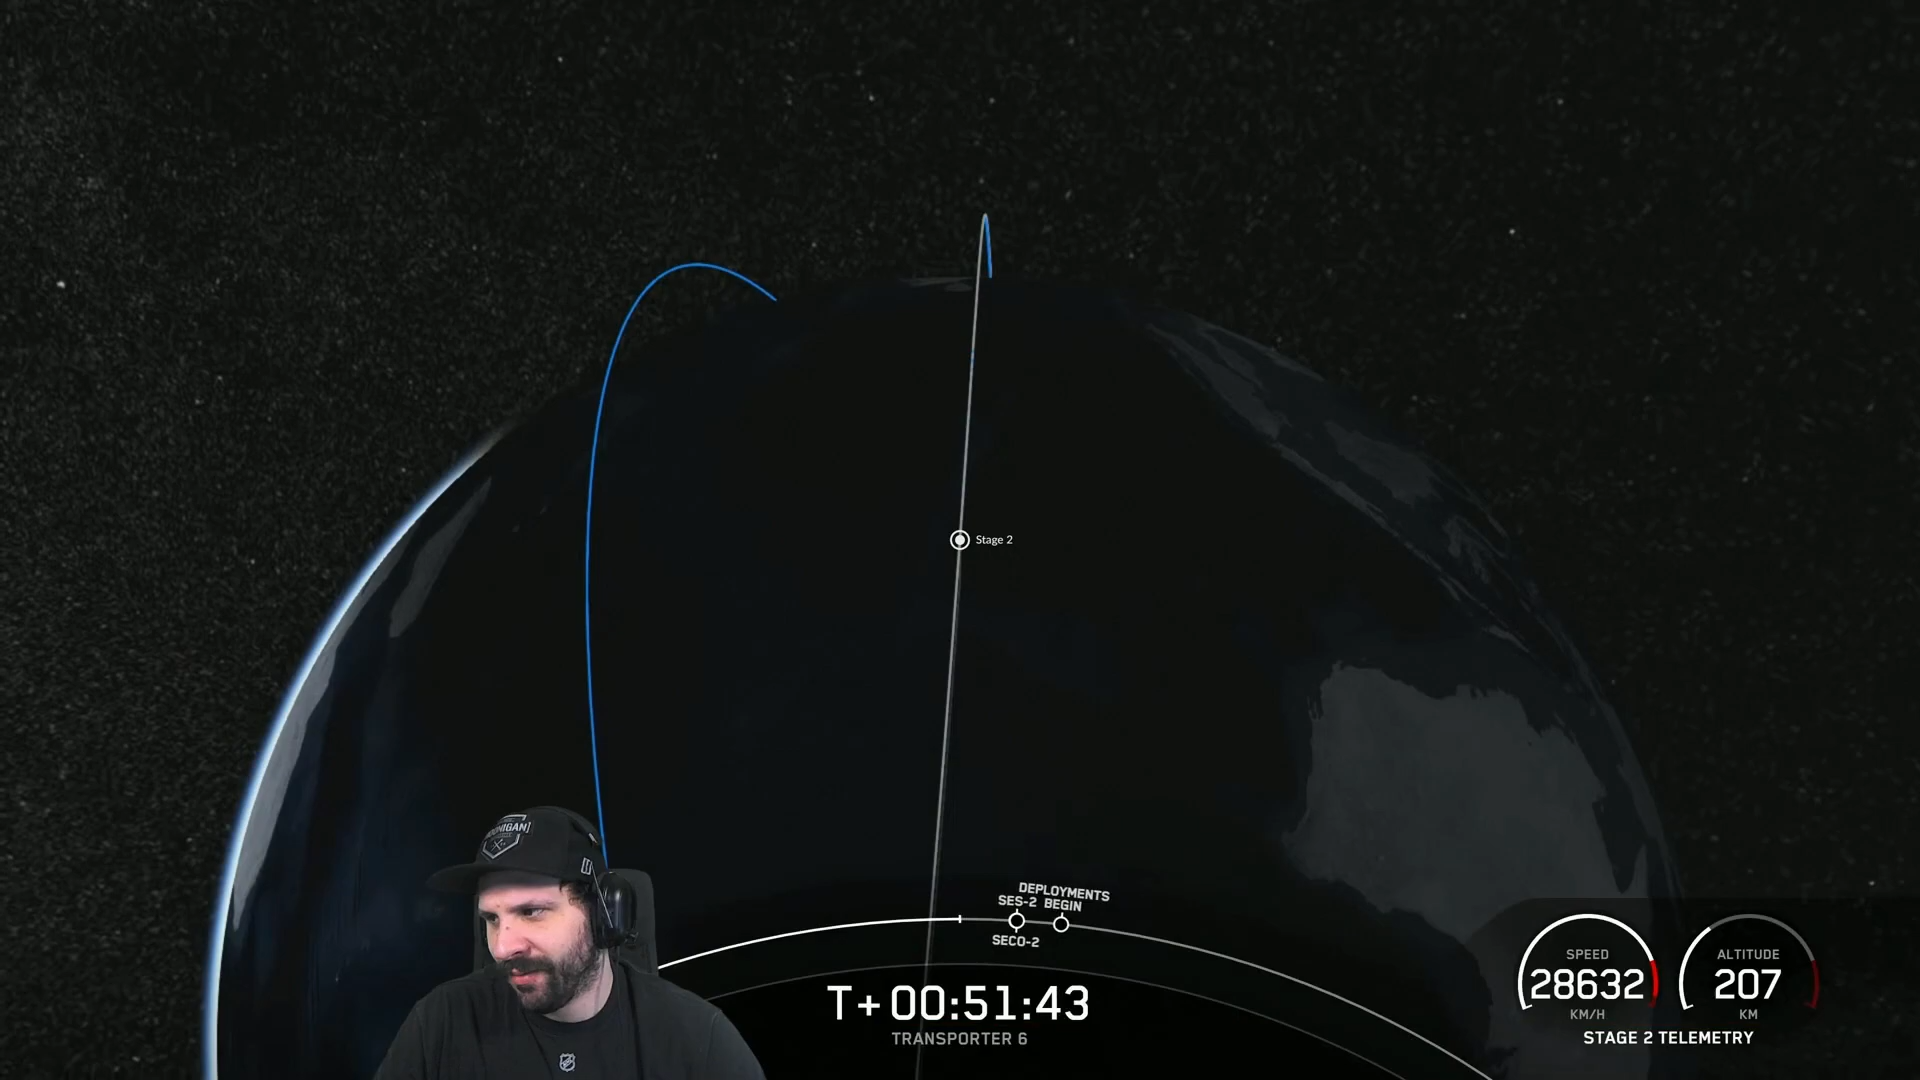 Stage 2
DEPLOYMENTS
SES-2 BEGIN
SECO-2
T+00:51:43
TRANSPORTER 6
SPEED
28632
KM/H
ALTITUDE
207
KM
STAGE 2 TELEMETRY